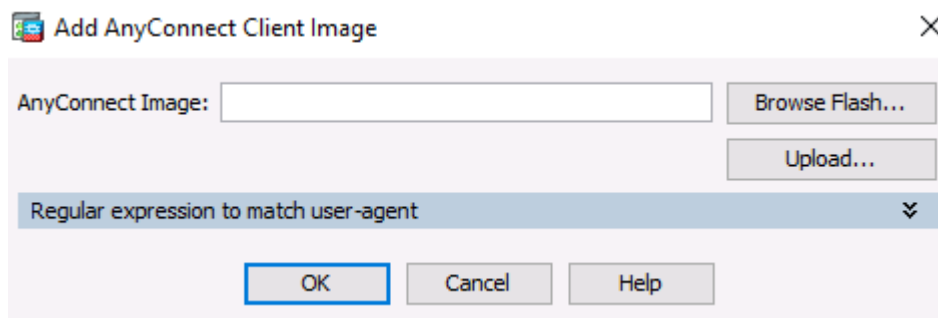 Add AnyConnect Client Image
AnyConnect Image: Browse Flash...
Upload...
Regular expression to match user-agent
OK Cancel Help